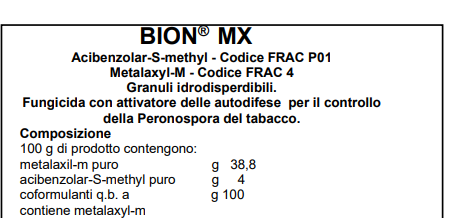 BION® MX
Acibenzolar-S-methyl - Codice FRAC P01
Metalaxyl-M - Codice FRAC 4
Granuli idrodisperdibili.
Fungicida con attivatore delle autodifese per il controllo
della Peronospora del tabacco.
Composizione
100 g di prodotto contengono:
metalaxil-m puro g 38,8
acibenzolar-S-methyl puro g 4
coformulanti q.b. a g 100
contiene metalaxyl-m